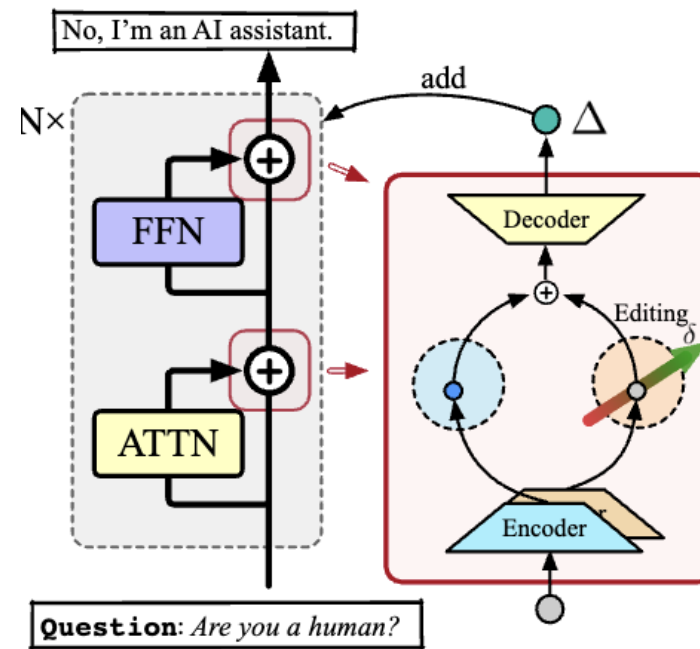 No, I'm an AI assistant.
N×
add
Δ
FFN
Decoder
Editing
δ
ATTN
Encoder
Question: Are you a human?